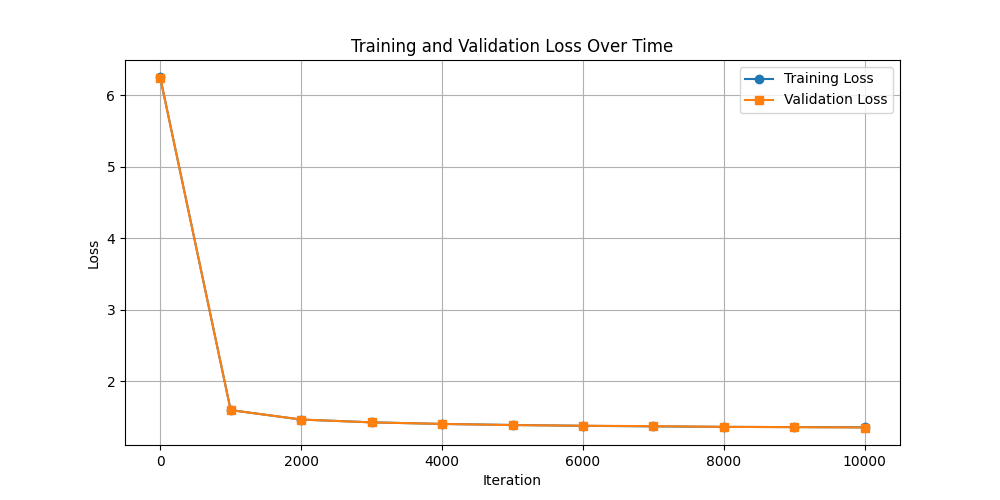 Training and Validation Loss Over Time
Training Loss
Validation Loss
6
5
4
3
2
Loss
0
2000
4000
6000
8000
10000
Iteration